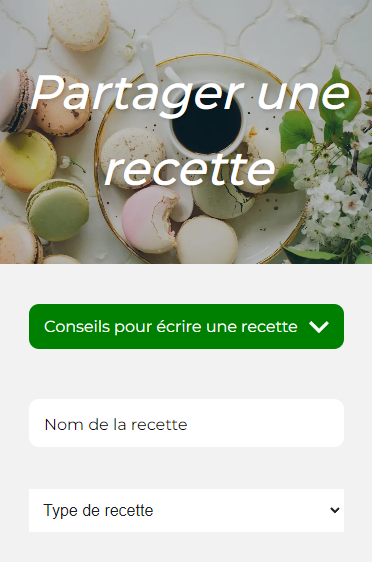 Partager une
recette
Conseils pour écrire une recette
Nom de la recette
Type de recette